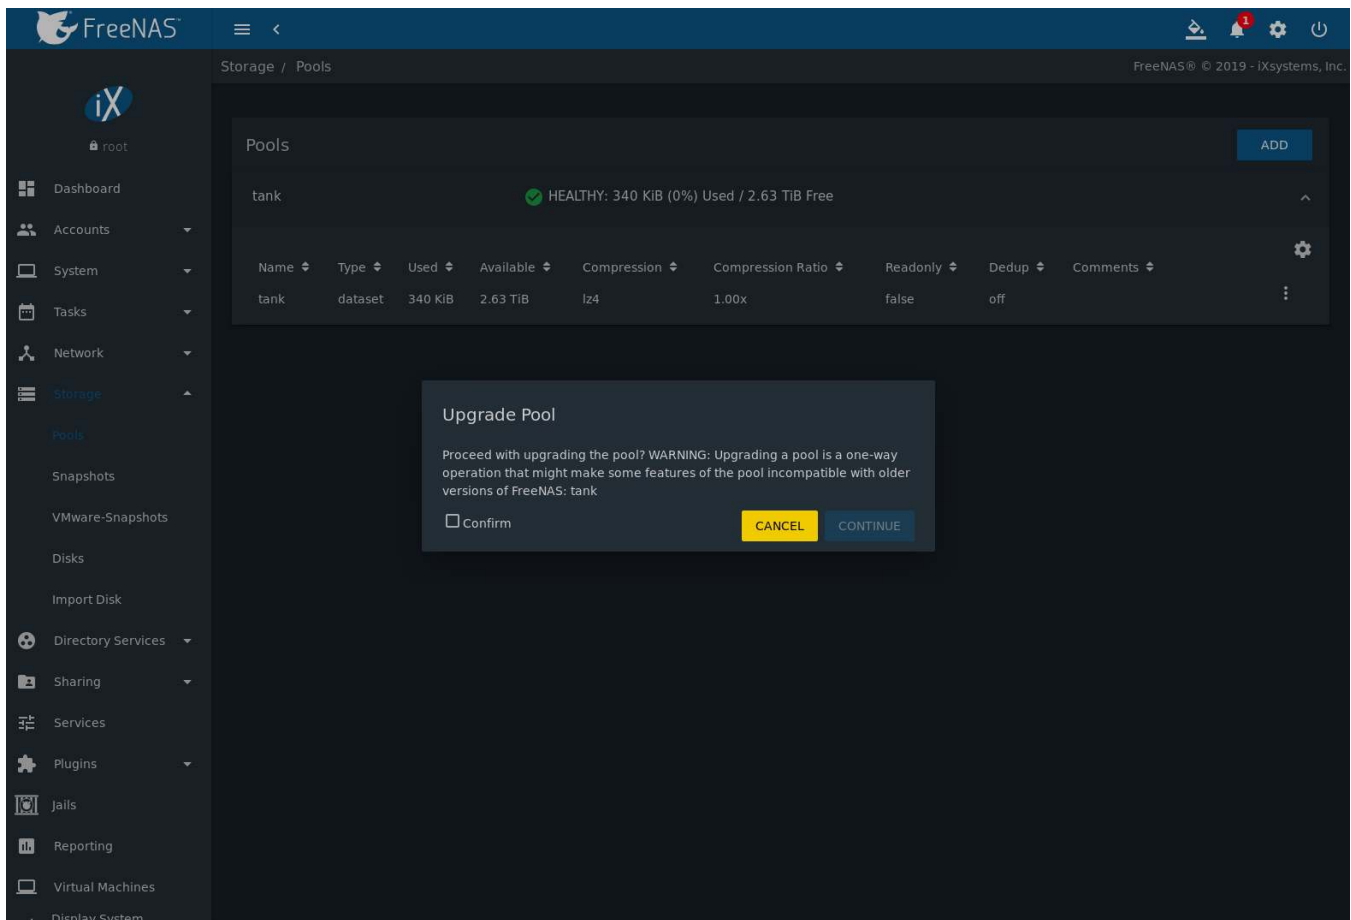 FreeNAS™
1
Storage / Pools
FreeNAS® © 2019 - iXsystems, Inc.
iX
root
Dashboard
Accounts
System
Tasks
Network
Storage
Pools
Snapshots
VMware-Snapshots
Disks
Import Disk
Directory Services
Sharing
Services
Plugins
Jails
Reporting
Virtual Machines
Display System
Pools
ADD
tank HEALTHY: 340 KiB (0%) Used / 2.63 TiB Free
Name Type Used Available Compression Compression Ratio Readonly Dedup Comments
tank dataset 340 KiB 2.63 TiB lz4 1.00x false off
Upgrade Pool
Proceed with upgrading the pool? WARNING: Upgrading a pool is a one-way
operation that might make some features of the pool incompatible with older
versions of FreeNAS: tank
Confirm
CANCEL CONTINUE